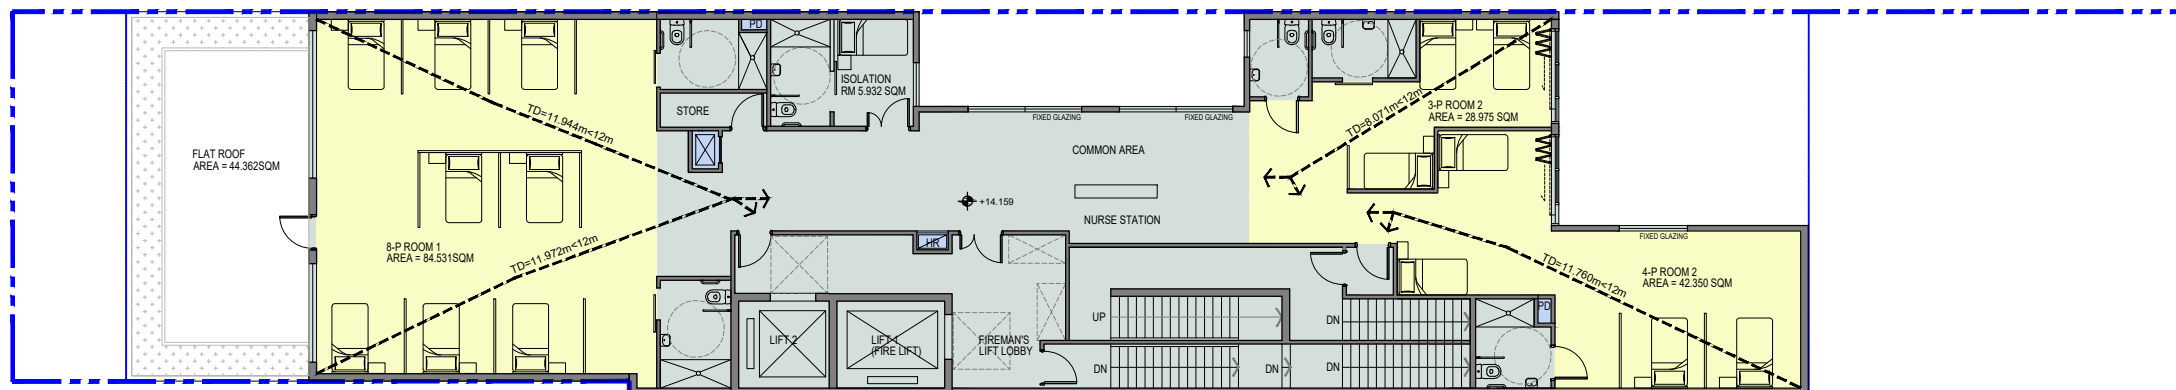 PD
ISOLATION
RM 5.932 SQM
STORE
TD=11.944m<12m
FLAT ROOF
AREA = 44.362SQM
8-P ROOM 1
AREA = 84.531SQM
TD=11.972m<12m
FIXED GLAZING
FIXED GLAZING
COMMON AREA
+14.159
NURSE STATION
HR
TD=8.071m<12m
3-P ROOM 2
AREA = 28.975 SQM
FIXED GLAZING
TD=11.760m<12m
4-P ROOM 2
AREA = 42.350 SQM
PD
LIFT 2
LIFT 1
(FIRE LIFT)
FIREMAN'S
LIFT LOBBY
UP
DN
DN
DN
DN